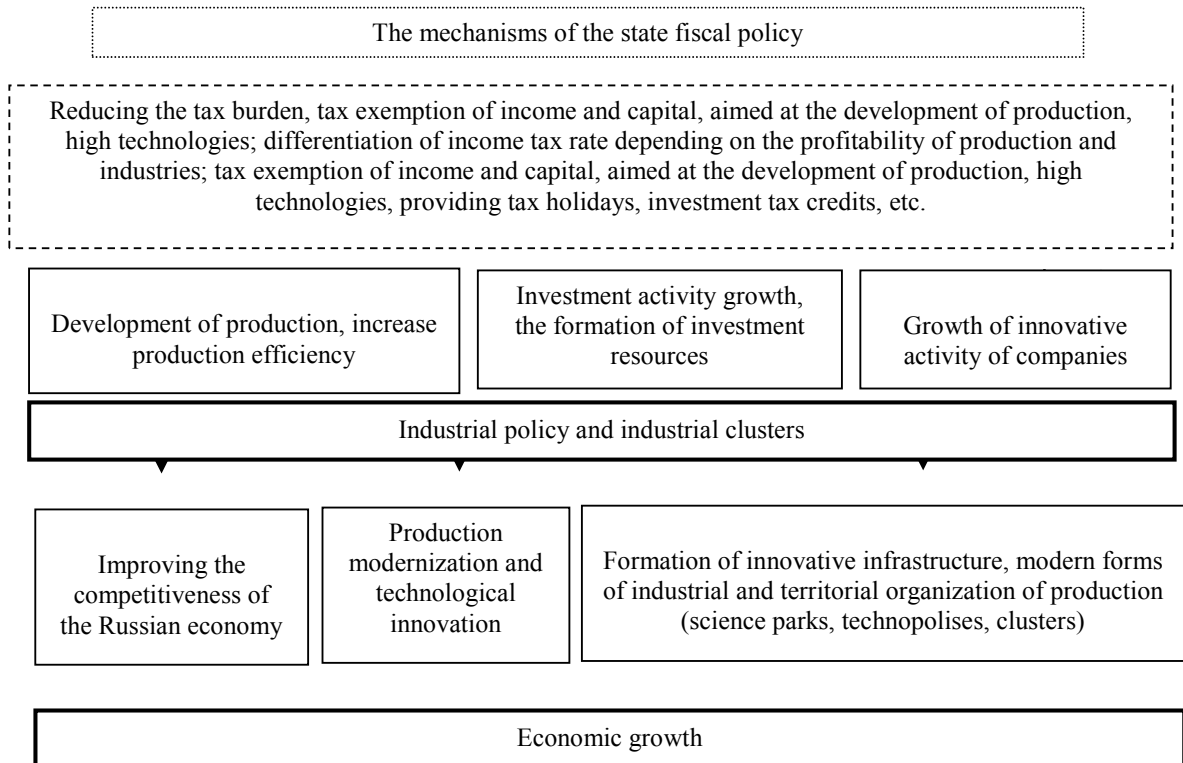 The mechanisms of the state fiscal policy
Reducing the tax burden, tax exemption of income and capital, aimed at the development of production,
high technologies; differentiation of income tax rate depending on the profitability of production and
industries; tax exemption of income and capital, aimed at the development of production, high
technologies, providing tax holidays, investment tax credits, etc.
Development of production, increase
production efficiency
Investment activity growth,
the formation of investment
resources
Growth of innovative
activity of companies
Industrial policy and industrial clusters
Improving the
competitiveness of
the Russian economy
Production
modernization and
technological
innovation
Formation of innovative infrastructure, modern forms
of industrial and territorial organization of production
(science parks, technopolises, clusters)
Economic growth